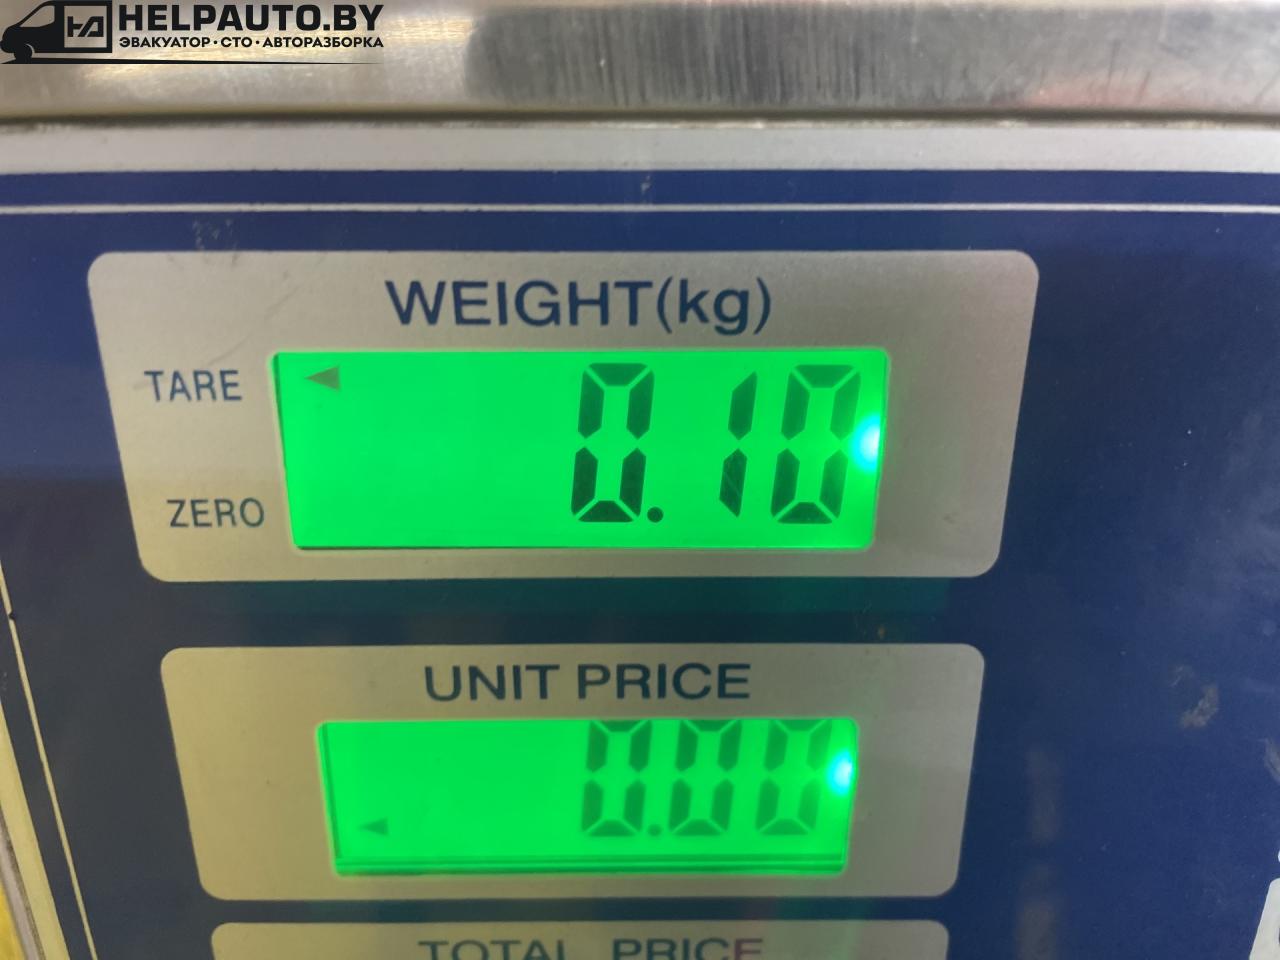 HELPAUTO.BY
ЭВАКУАТОР·СТО·АВТОРАЗБОРКА
WEIGHT(kg)
TARE
0.10
ZERO
UNIT PRICE
0.00
TOTAL PRICE